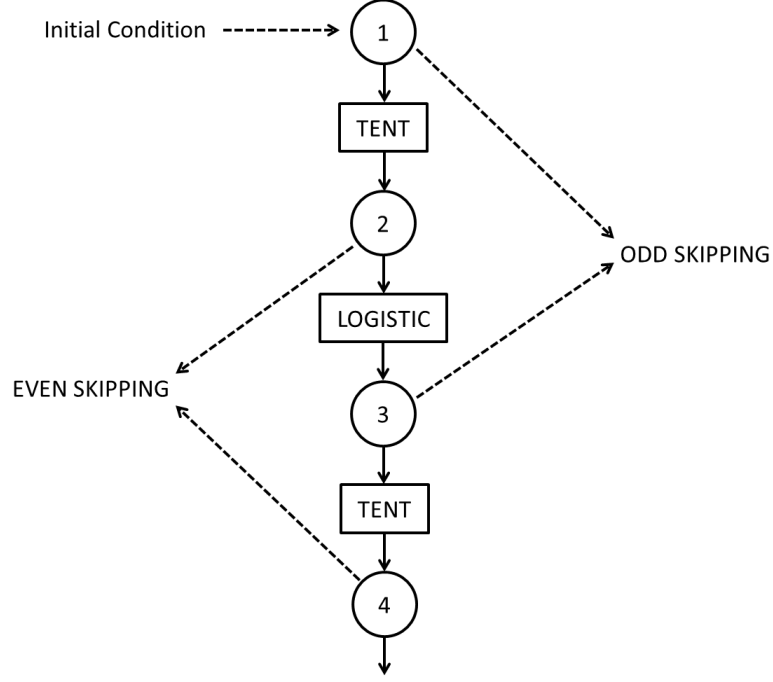 Initial Condition
1
TENT
2
ODD SKIPPING
LOGISTIC
EVEN SKIPPING
3
TENT
4